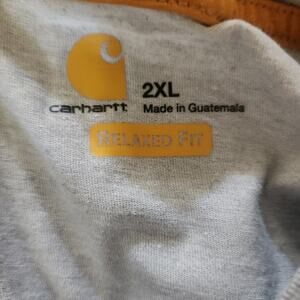 2XL
carhartt Made in Guatemala
RELAXED FIT